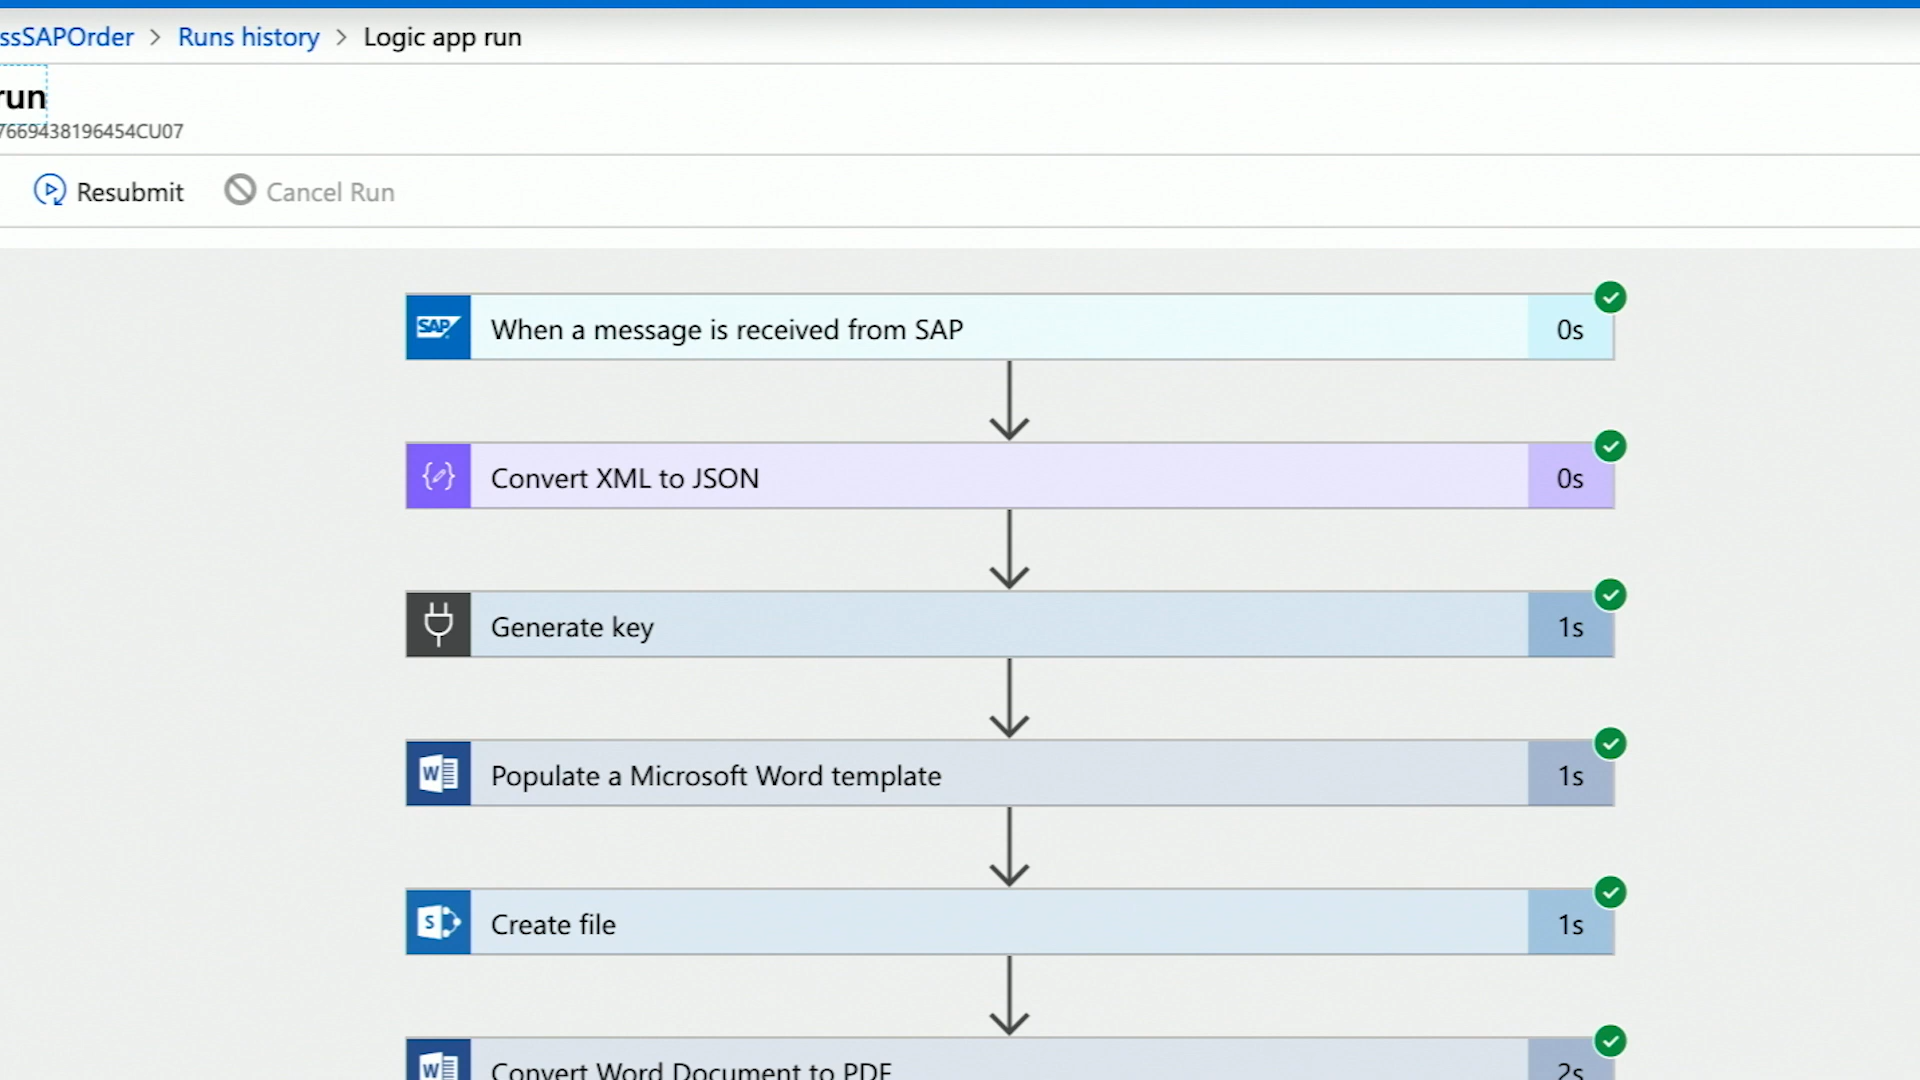 ssSAPOrder > Runs history > Logic app run
run
7669438196454CU07
Resubmit Cancel Run
SAP When a message is received from SAP 0s
Convert XML to JSON 0s
Generate key 1s
W Populate a Microsoft Word template 1s
S Create file 1s
W Convert Word Document to PDF 2s